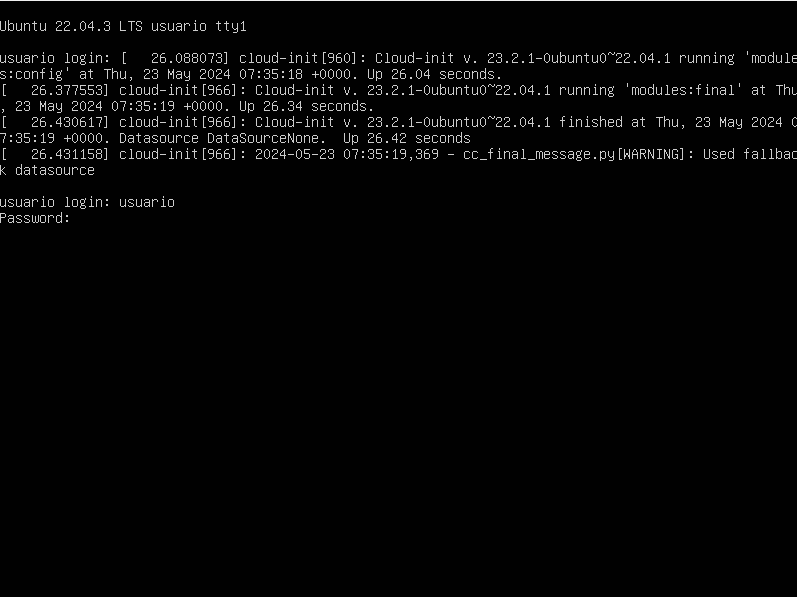 Ubuntu 22.04.3 LTS usuario tty1
usuario login: [   26.088073] cloud-init[960]: Cloud-init v. 23.2.1-0ubuntu0~22.04.1 running 'module
s:config' at Thu, 23 May 2024 07:35:18 +0000. Up 26.04 seconds.
[   26.377553] cloud-init[966]: Cloud-init v. 23.2.1-0ubuntu0~22.04.1 running 'modules:final' at Thu
, 23 May 2024 07:35:19 +0000. Up 26.34 seconds.
[   26.430617] cloud-init[966]: Cloud-init v. 23.2.1-0ubuntu0~22.04.1 finished at Thu, 23 May 2024 0
7:35:19 +0000. Datasource DataSourceNone.  Up 26.42 seconds
[   26.431158] cloud-init[966]: 2024-05-23 07:35:19,369 - cc_final_message.py[WARNING]: Used fallbac
k datasource
usuario login: usuario
Password: